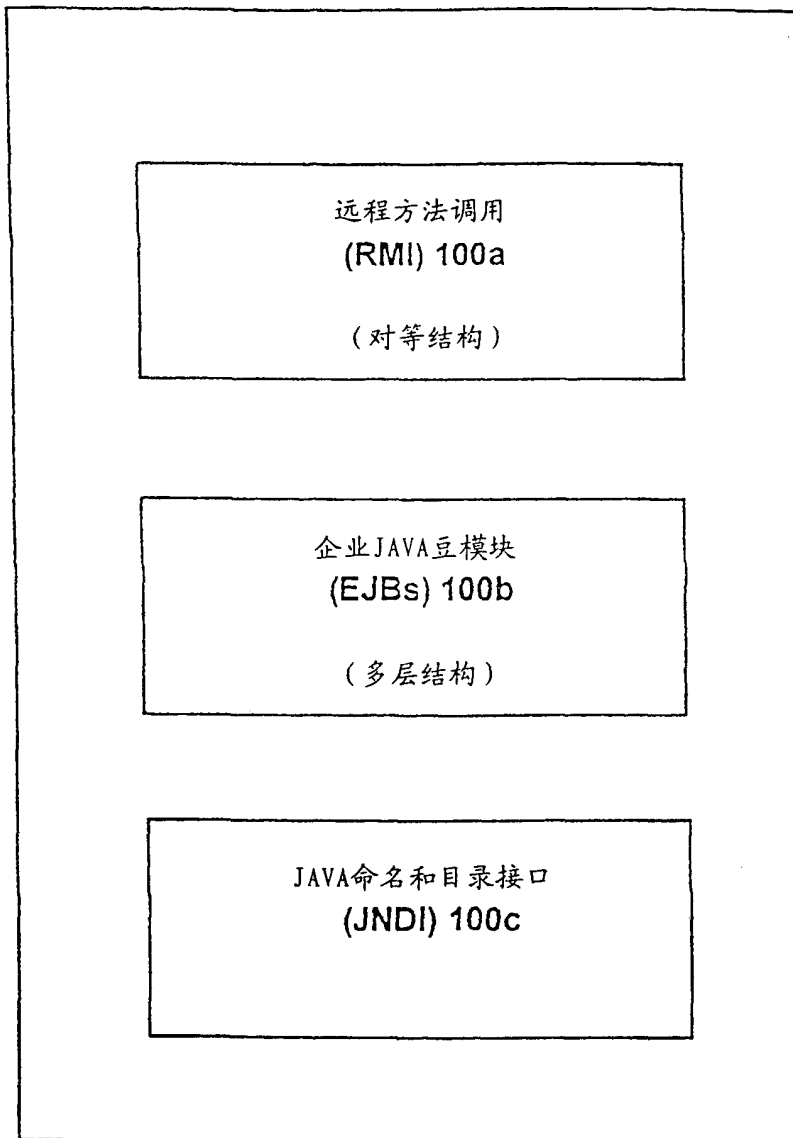 远程方法调用
(RMI) 100a
(对等结构)
企业JAVA豆模块
(EJBs) 100b
(多层结构)
JAVA命名和目录接口
(JNDI) 100c